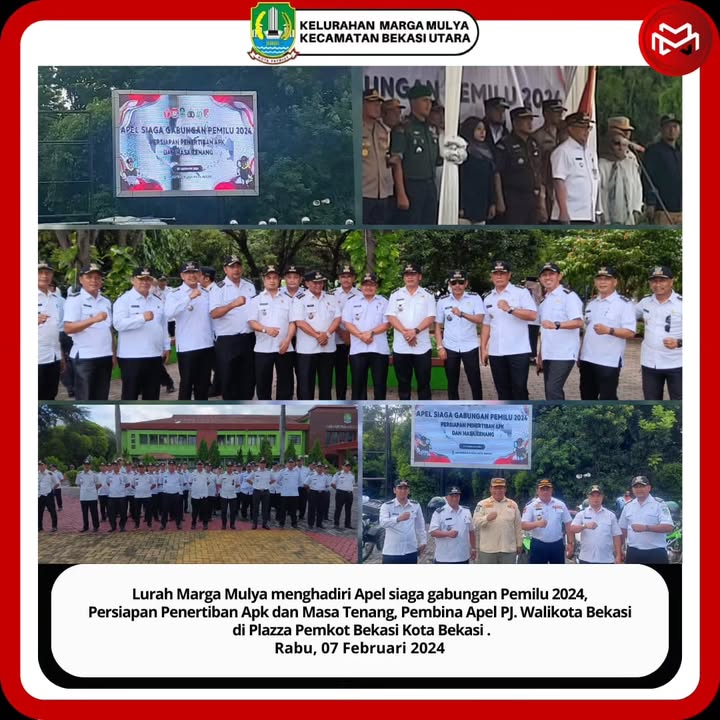 KELURAHAN MARGA MULYA
KECAMATAN BEKASI UTARA
KOTA PATRIOT
APEL SIAGA GABUNGAN PEMILU 2024
PERSIAPAN PENERTIBAN APK
DAN MASA TENANG
BUNGAN PEMILU 2024
APEL SIAGA GABUNGAN PEMILU 2024
PERSIAPAN PENERTIBAN APK
DAN MASA TENANG
Lurah Marga Mulya menghadiri Apel siaga gabungan Pemilu 2024,
Persiapan Penertiban Apk dan Masa Tenang, Pembina Apel PJ. Walikota Bekasi
di Plazza Pemkot Bekasi Kota Bekasi .
Rabu, 07 Februari 2024